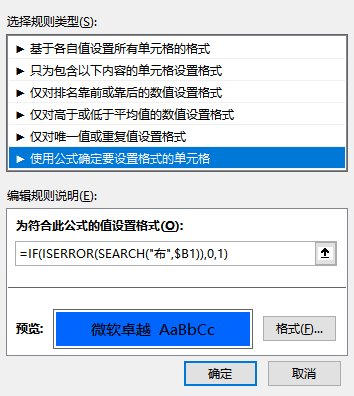 选择规则类型(S):
► 基于各自值设置所有单元格的格式
► 只为包含以下内容的单元格设置格式
► 仅对排名靠前或靠后的数值设置格式
► 仅对高于或低于平均值的数值设置格式
► 仅对唯一值或重复值设置格式
► 使用公式确定要设置格式的单元格
编辑规则说明(E):
为符合此公式的值设置格式(O):
=IF(ISERROR(SEARCH("布",$B1)),0,1)
预览: 微软卓越 AaBbCc 格式(F)...
确定 取消